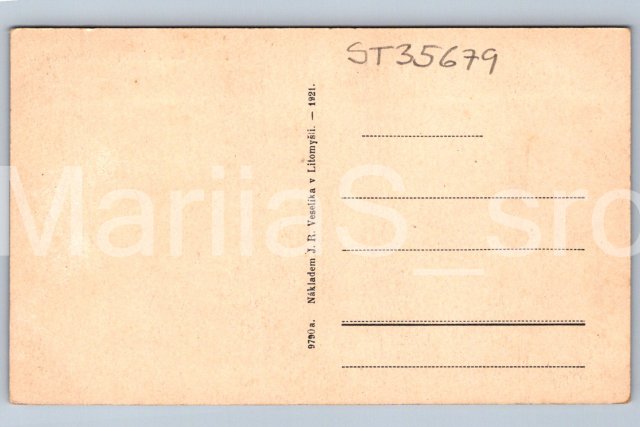 ST35679
9790a. Nákladem J. R. Veselíka v Litomyšli. — 1921.
MariiaS_sro